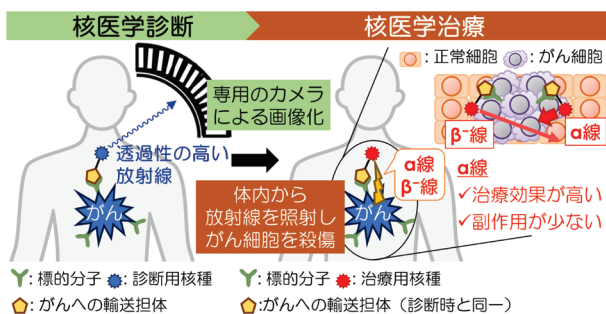 核医学診断
核医学治療
専用のカメラ
による画像化
透過性の高い
放射線
がん
体内から
放射線を照射し
がん細胞を殺傷
:正常細胞
:がん細胞
β⁻線
α線
α線
β⁻線
がん
α線
✓治療効果が高い
✓副作用が少ない
:標的分子
:診断用核種
:がんへの輸送担体
:標的分子
:治療用核種
:がんへの輸送担体（診断時と同一）